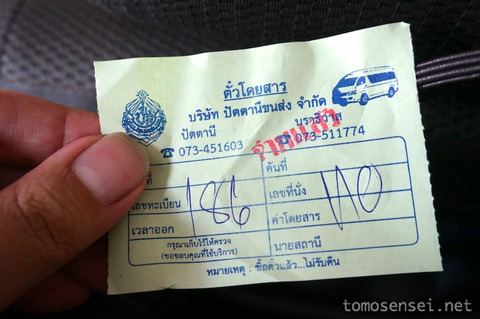 ตั๋วโดยสาร
บริษัท ปัตตานีขนส่ง จำกัด
ปัตตานี นราธิวาส
☎ 073-451603 ☎ 073-511774
ที่ คันที่
เลขทะเบียน 186 เลขที่นั่ง
เวลาออก ค่าโดยสาร
กรุณาเก็บไว้ให้ตรวจ
(ขอขอบคุณที่ใช้บริการ) นายสถานี
หมายเหตุ : ซื้อตั๋วแล้ว...ไม่รับคืน
tomosensei.net